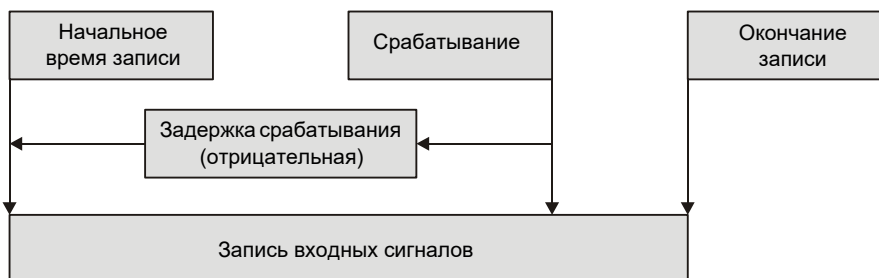 Начальное
время записи
Срабатывание
Окончание
записи
Задержка срабатывания
(отрицательная)
Запись входных сигналов